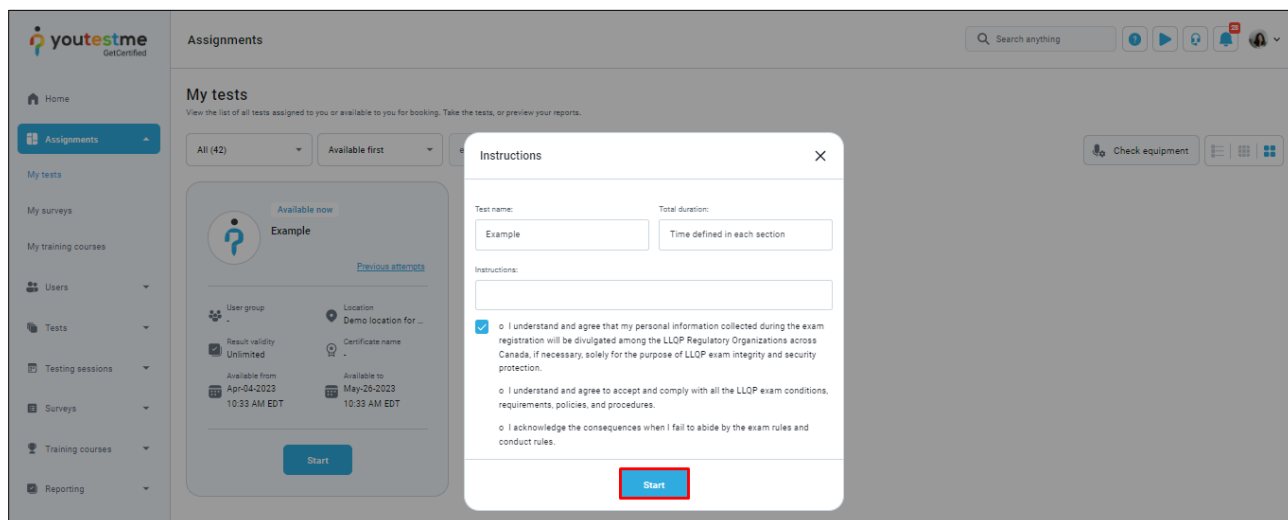 youtestme
GetCertified
Assignments
Search anything
?
28
Home
Assignments
My tests
My surveys
My training courses
Users
Tests
Testing sessions
Surveys
Training courses
Reporting
My tests
View the list of all tests assigned to you or available to you for booking. Take the tests, or preview your reports.
All (42)
Available first
e
Check equipment
Available now
Example
Previous attempts
User group
-
Location
Demo location for ...
Result validity
Unlimited
Certificate name
-
Available from
Apr-04-2023
10:33 AM EDT
Available to
May-26-2023
10:33 AM EDT
Start
Instructions
Test name:
Example
Total duration:
Time defined in each section
Instructions:
o I understand and agree that my personal information collected during the exam
registration will be divulgated among the LLQP Regulatory Organizations across
Canada, if necessary, solely for the purpose of LLQP exam integrity and security
protection.
o I understand and agree to accept and comply with all the LLQP exam conditions,
requirements, policies, and procedures.
o I acknowledge the consequences when I fail to abide by the exam rules and
conduct rules.
Start